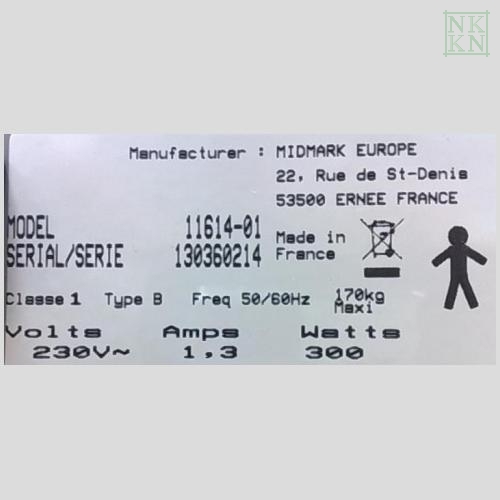 NK
KN
Manufacturer : MIDMARK EUROPE
22, Rue de St-Denis
53500 ERNEE FRANCE
MODEL 11614-01
SERIAL/SERIE 130360214
Made in
France
Classe 1 Type B Freq 50/60Hz 170kg
Maxi
Volts Amps Watts
230V~ 1,3 300